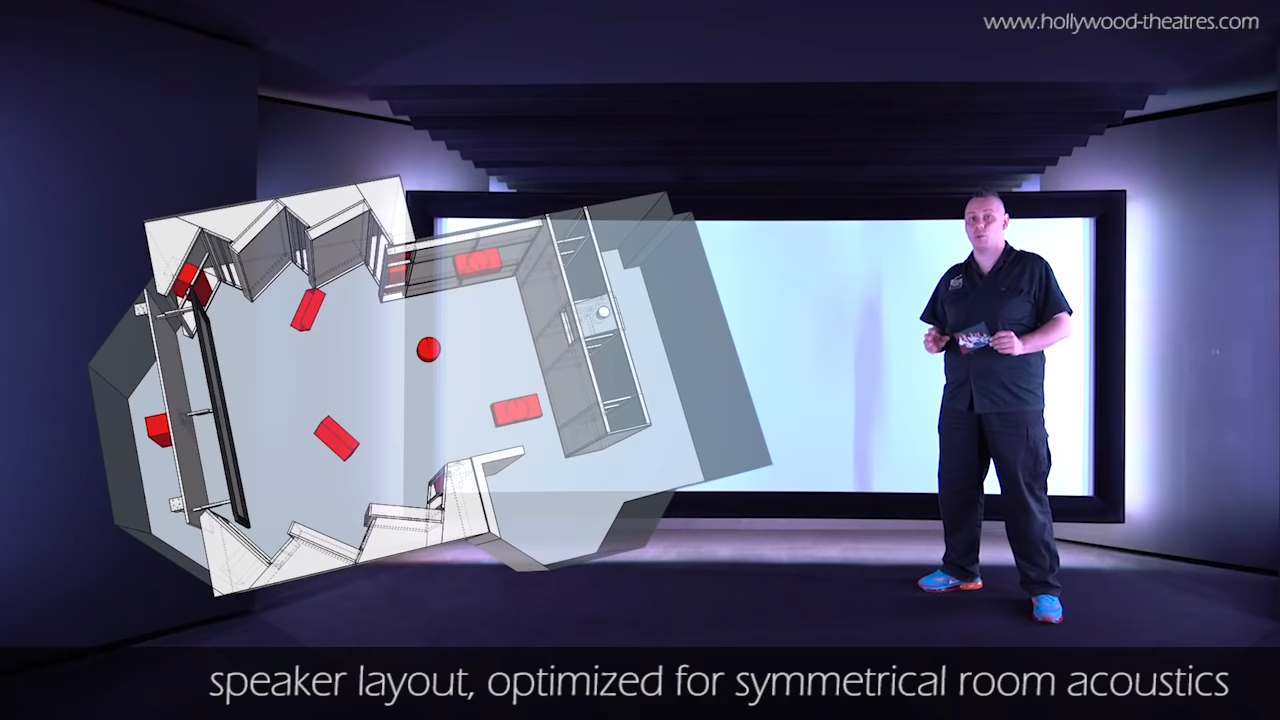 www.hollywood-theatres.com
speaker layout, optimized for symmetrical room acoustics